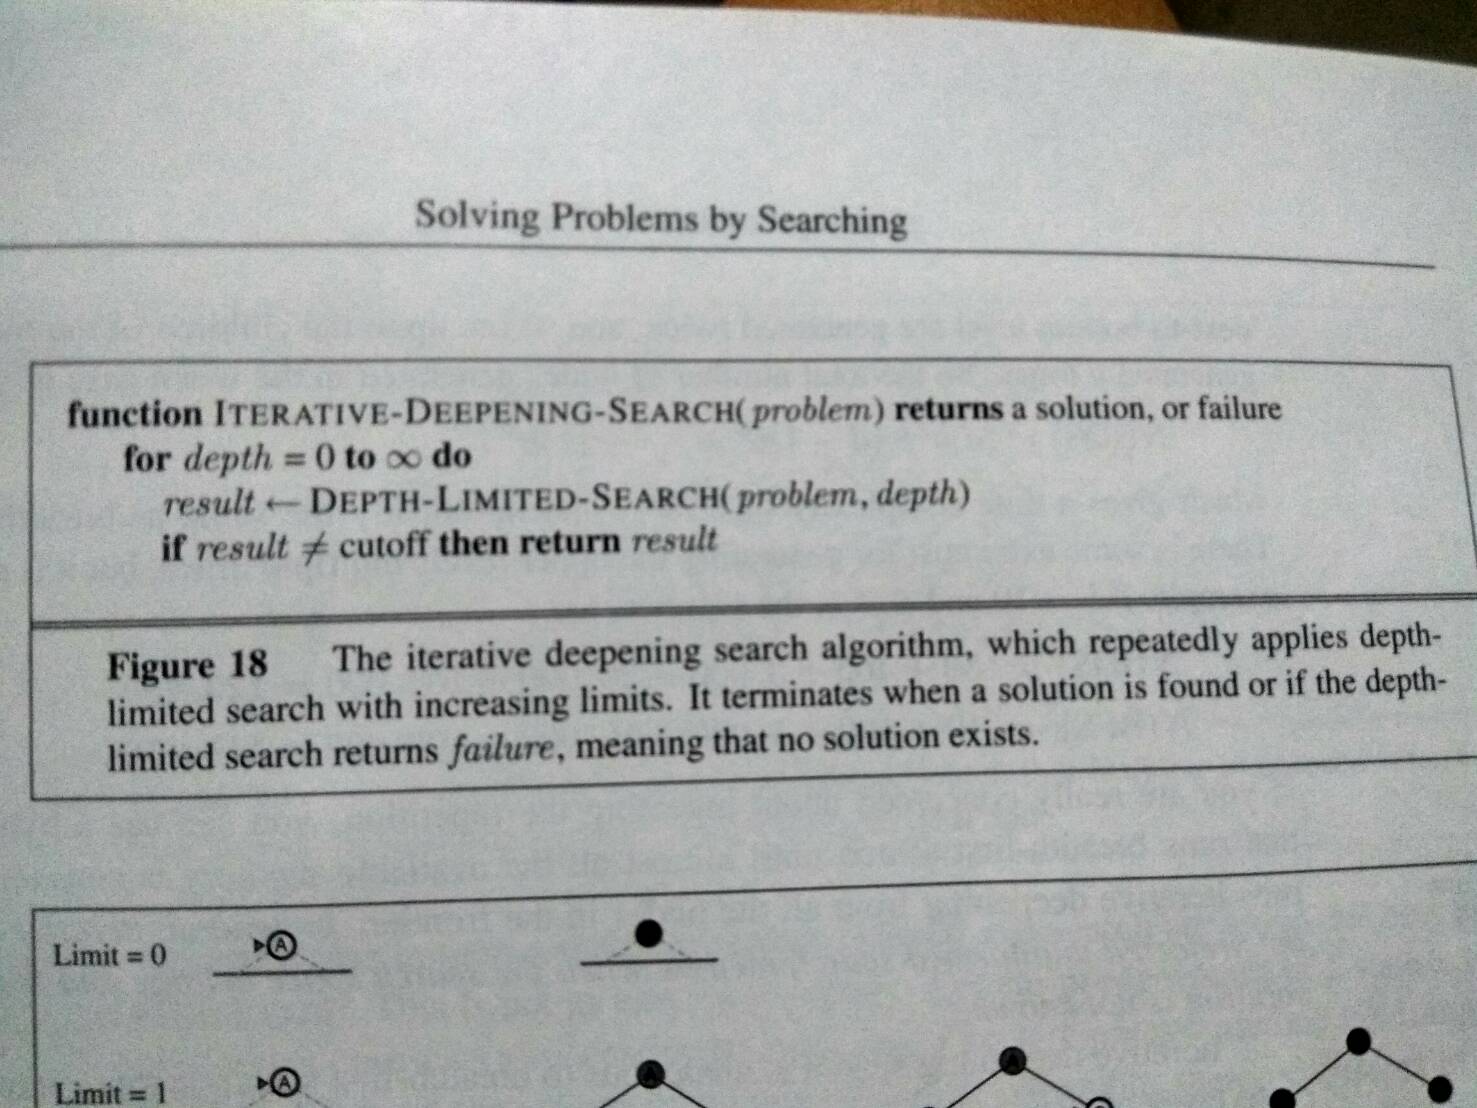 Solving Problems by Searching
function ITERATIVE-DEEPENING-SEARCH(problem) returns a solution, or failure
for depth = 0 to ∞ do
result ← DEPTH-LIMITED-SEARCH(problem, depth)
if result ≠ cutoff then return result
Figure 18 The iterative deepening search algorithm, which repeatedly applies depth-
limited search with increasing limits. It terminates when a solution is found or if the depth-
limited search returns failure, meaning that no solution exists.
Limit = 0 A
Limit = 1 A A A